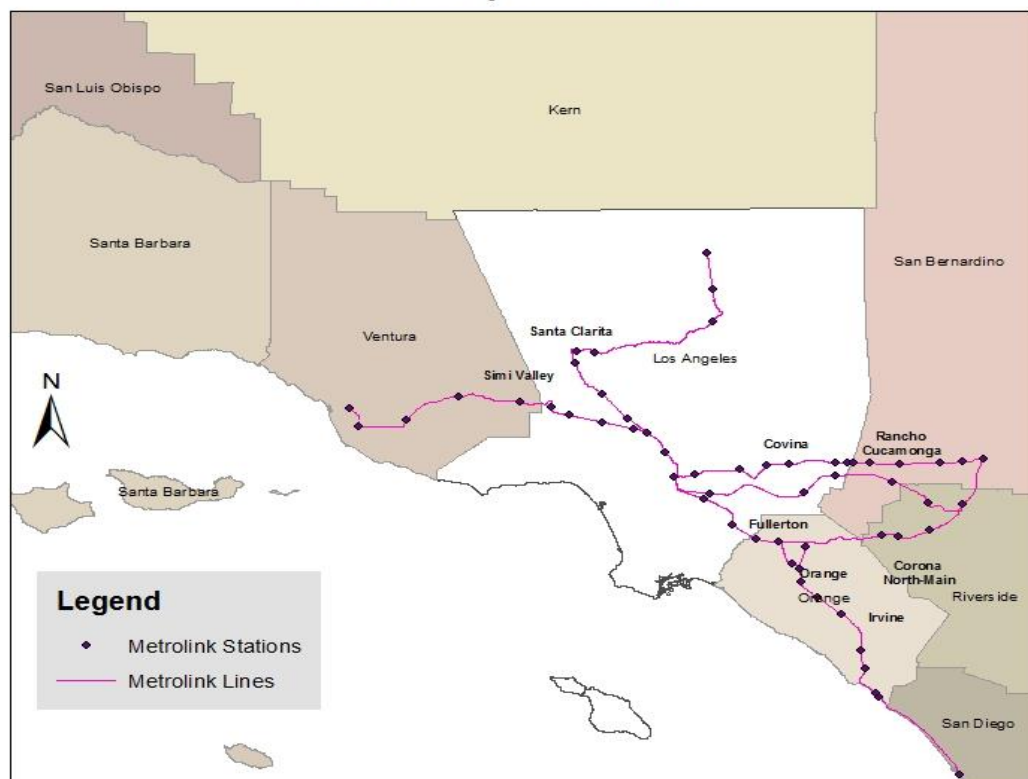 San Luis Obispo
Kern
Santa Barbara
San Bernardino
Ventura
Santa Clarita
Los Angeles
Simi Valley
N
Covina
Rancho
Cucamonga
Santa Barbara
Fullerton
Orange
Corona
North-Main
Orange
Riverside
Irvine
Legend
Metrolink Stations
Metrolink Lines
San Diego